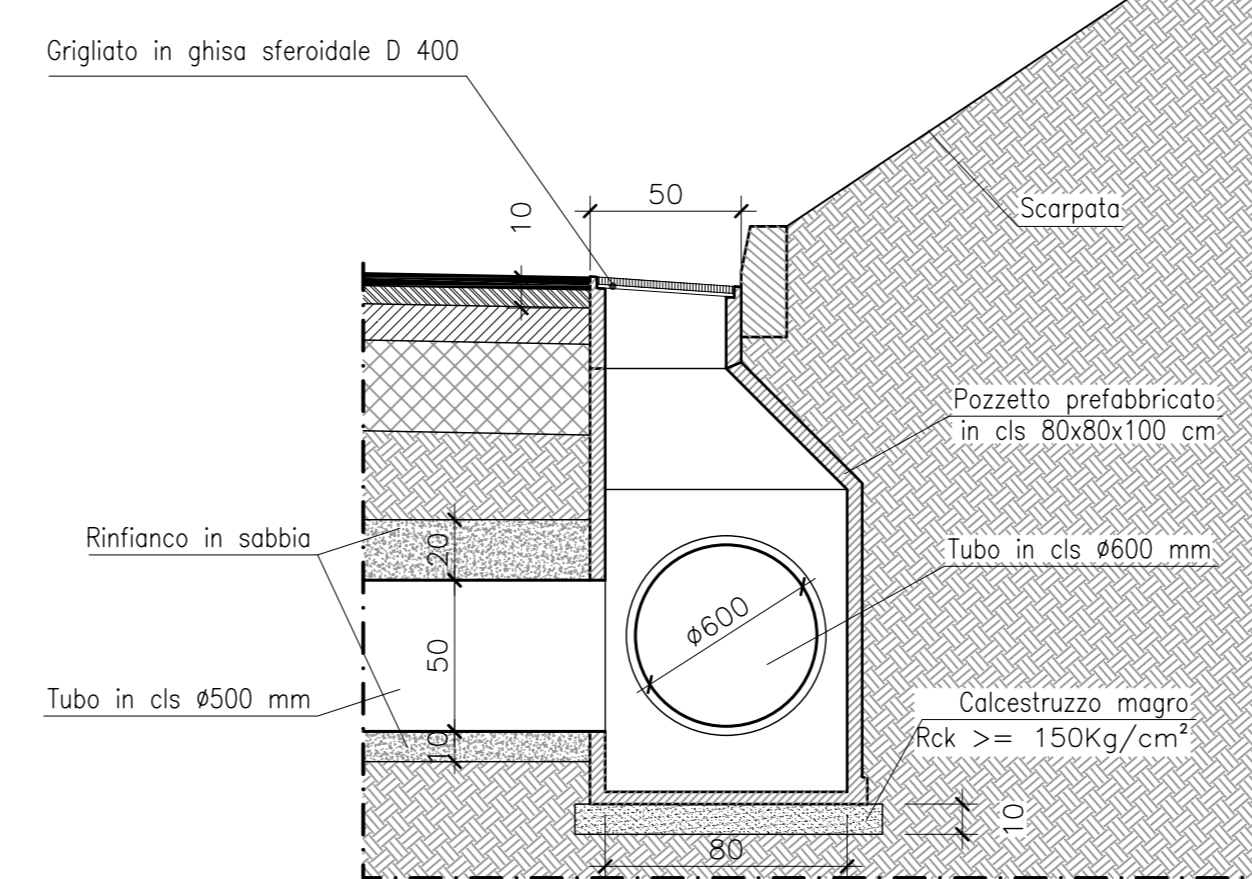 Grigliato in ghisa sferoidale D 400
50
10
Scarpata
Pozzetto prefabbricato
in cls 80x80x100 cm
Rinfianco in sabbia
20
Tubo in cls ø600 mm
ø600
50
Tubo in cls ø500 mm
Calcestruzzo magro
Rck >= 150Kg/cm²
10
10
80